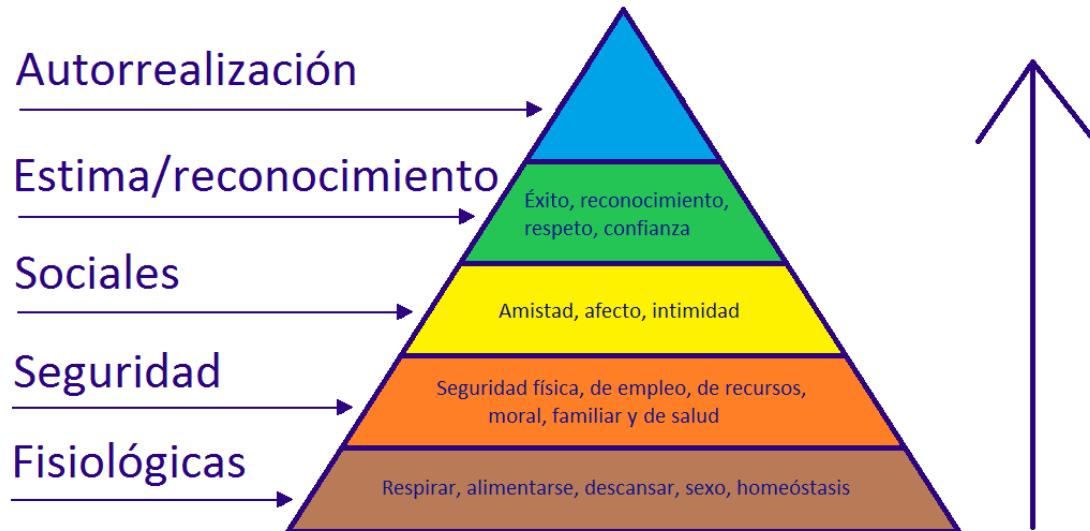 Autorrealización
Estima/reconocimiento
Éxito, reconocimiento,
respeto, confianza
Sociales
Amistad, afecto, intimidad
Seguridad
Seguridad física, de empleo, de recursos,
moral, familiar y de salud
Fisiológicas
Respirar, alimentarse, descansar, sexo, homeóstasis